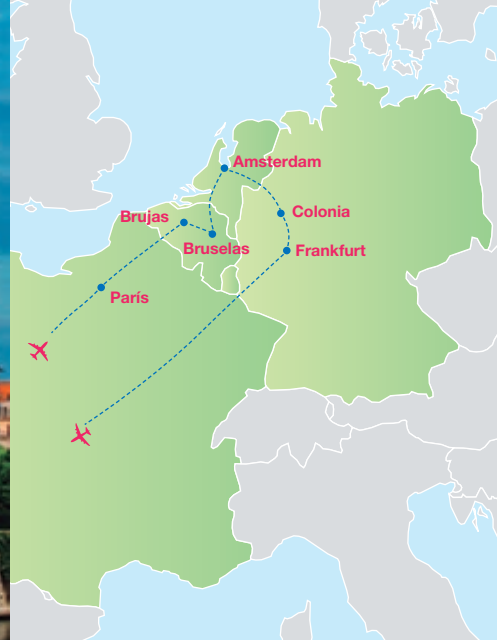 Amsterdam
Colonia
Brujas
Bruselas
Frankfurt
París